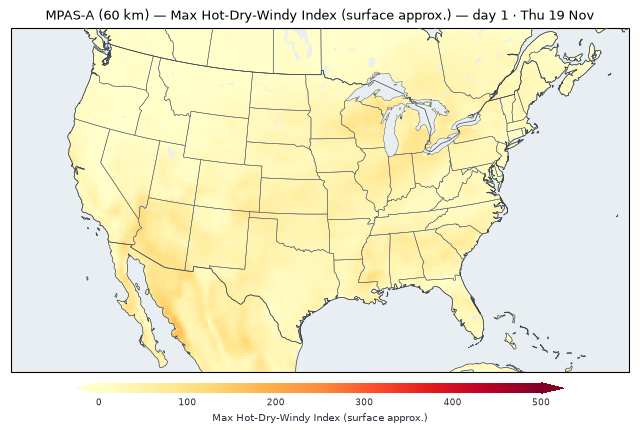 MPAS-A (60 km) — Max Hot-Dry-Windy Index (surface approx.) — day 1 · Thu 19 Nov
0 100 200 300 400 500
Max Hot-Dry-Windy Index (surface approx.)